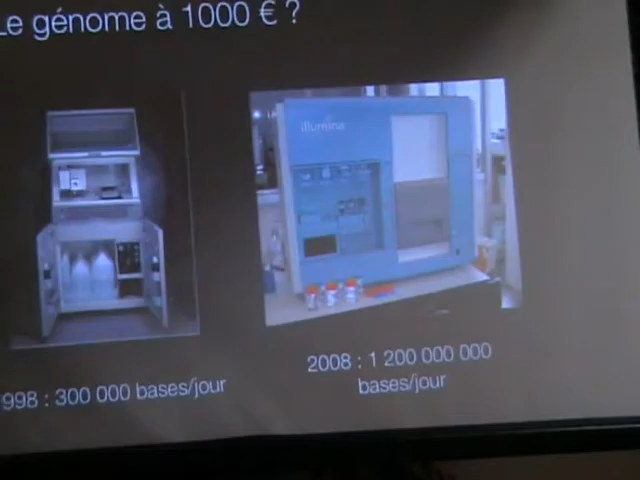 Le génome à 1000 € ?
illumina
998 : 300 000 bases/jour
2008 : 1 200 000 000
bases/jour